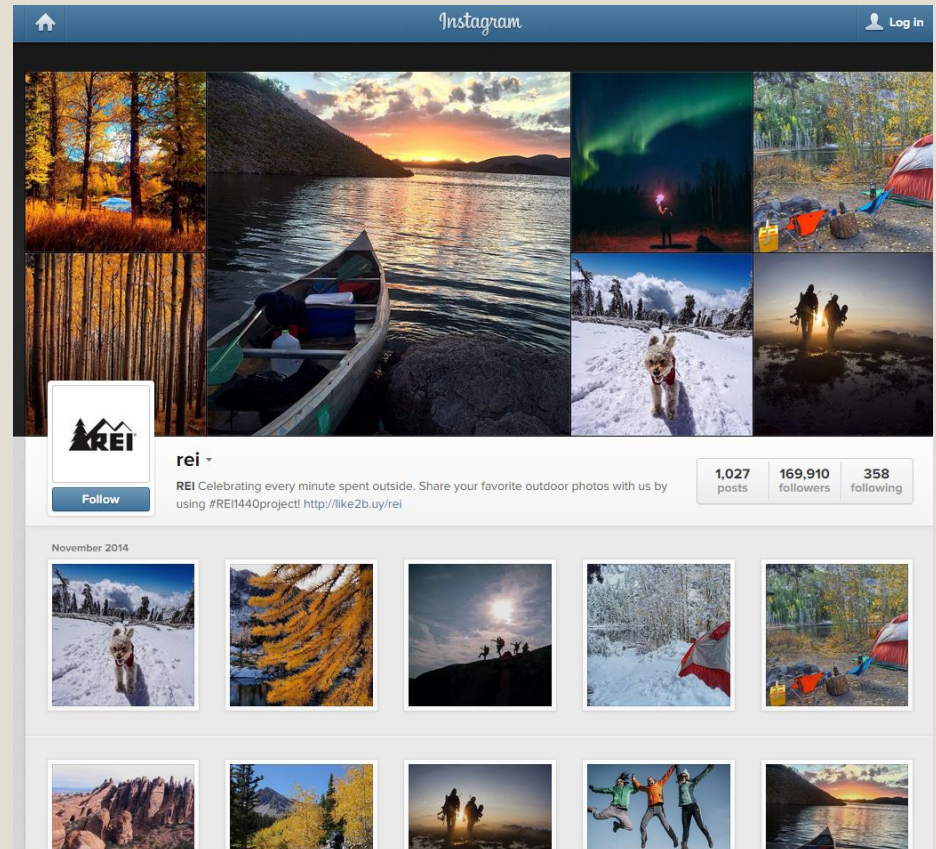 Instagram
Log in
REI
Follow
rei
REI Celebrating every minute spent outside. Share your favorite outdoor photos with us by
using #REI1440project! http://like2b.uy/rei
1,027 posts
169,910 followers
358 following
November 2014